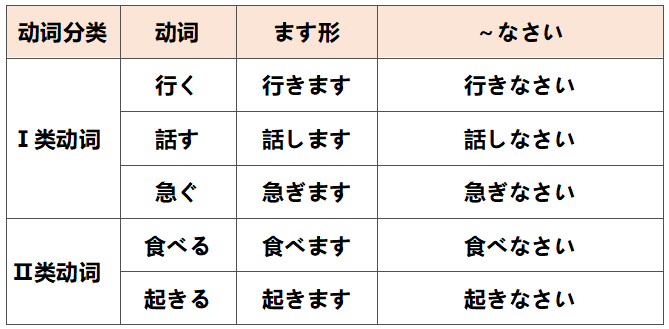 动词分类 动词 ます形 ～なさい
Ⅰ类动词 行く 行きます 行きなさい
話す 話します 話しなさい
急ぐ 急ぎます 急ぎなさい
Ⅱ类动词 食べる 食べます 食べなさい
起きる 起きます 起きなさい